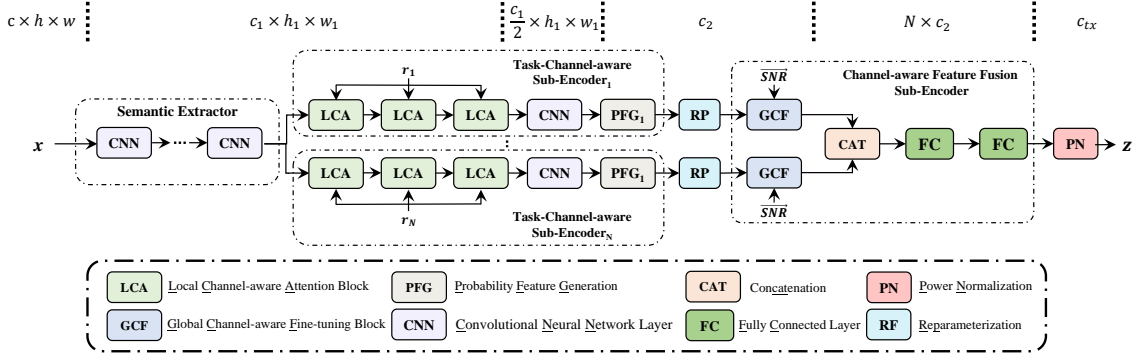 c × h × w
c₁ × h₁ × w₁
c₁/2 × h₁ × w₁
c₂
N × c₂
cₜₓ
Task-Channel-aware
Sub-Encoder₁
Channel-aware Feature Fusion
Sub-Encoder
Semantic Extractor
r₁
SNR
x
CNN
···
CNN
LCA
LCA
LCA
CNN
PFG₁
RP
GCF
CAT
FC
FC
PN
z
LCA
LCA
LCA
CNN
PFG₁
RP
GCF
r_N
Task-Channel-aware
Sub-Encoder_N
SNR
LCA Local Channel-aware Attention Block
PFG Probability Feature Generation
CAT Concatenation
PN Power Normalization
GCF Global Channel-aware Fine-tuning Block
CNN Convolutional Neural Network Layer
FC Fully Connected Layer
RF Reparameterization